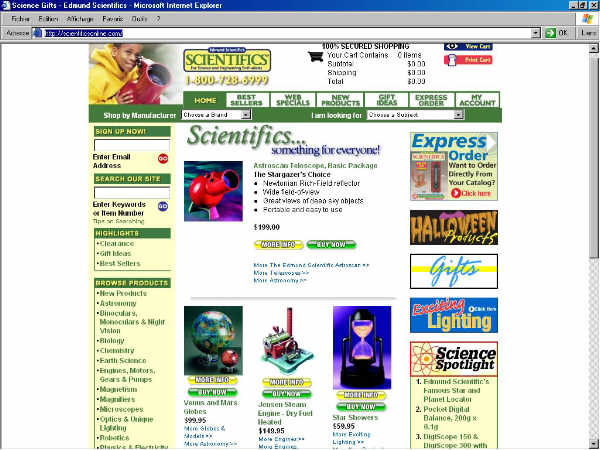 Science Gifts - Edmund Scientifics - Microsoft Internet Explorer
Fichier Edition Affichage Favoris Outils ?
Adresse http://scientificsonline.com/ OK Liens
Edmund Scientific's
SCIENTIFICS
For Science and Engineering Enthusiasts
1-800-728-6999
100% SECURED SHOPPING
Your Cart Contains 0 items
Subtotal $0.00
Shipping $0.00
Total $0.00
View Cart
Print Cart
HOME
BEST SELLERS
WEB SPECIALS
NEW PRODUCTS
GIFT IDEAS
EXPRESS ORDER
MY ACCOUNT
Shop by Manufacturer Choose a Brand I am looking for Choose a Subject
SIGN UP NOW!
Enter Email
Address
GO
SEARCH OUR SITE
Enter Keywords
or Item Number
GO
Tips on Searching
HIGHLIGHTS
• Clearance
• Gift Ideas
• Best Sellers
BROWSE PRODUCTS
• New Products
• Astronomy
• Binoculars,
Monoculars & Night
Vision
• Biology
• Chemistry
• Earth Science
• Engines, Motors,
Gears & Pumps
• Magnetism
• Magnifiers
• Microscopes
• Optics & Unique
Lighting
• Robotics
• Physics & Electricity
Scientifics...
something for everyone!
Astroscan Telescope, Basic Package
The Stargazer's Choice
• Newtonian Rich-Field reflector
• Wide field-of-view
• Great views of deep sky objects
• Portable and easy to use
$199.00
MORE INFO BUY NOW
More The Edmund Scientific Astroscan >>
More Telescopes >>
More Astronomy >>
MORE INFO
BUY NOW
Venus and Mars
Globes
$99.95
More Globes &
Models >>
More Astronomy >>
MORE INFO
BUY NOW
Jensen Steam
Engine - Dry Fuel
Heated
$149.95
More Engines >>
More Engines,
MORE INFO
BUY NOW
Star Showers
$59.95
More Exciting
Lighting >>
Express
Order
Want to Order
Directly From
Your Catalog?
Click here
HALLOWEEN
Products
Gifts
Exciting
Lighting
Click Here
Science
Spotlight
1. Edmund Scientific's
Famous Star and
Planet Locator
2. Pocket Digital
Balance, 200g x
0.1g
3. DigiScope 150 &
DigiScope 300 with